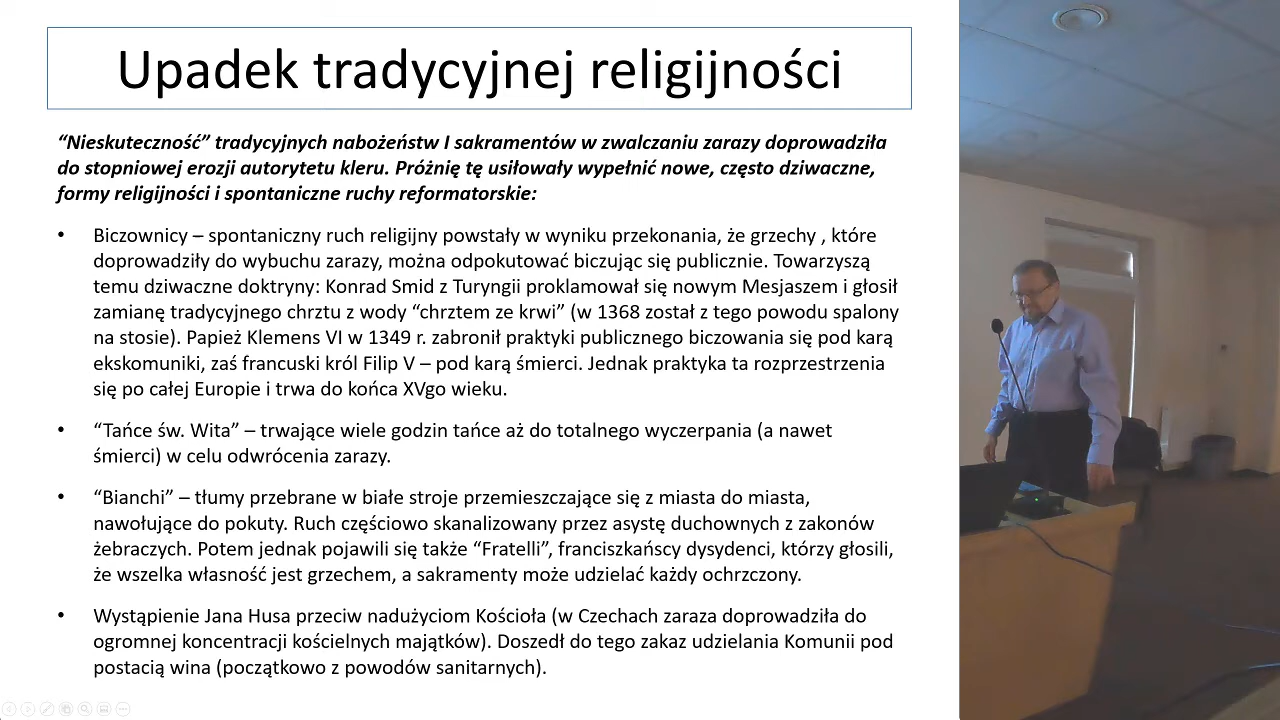 Upadek tradycyjnej religijności
“Nieskuteczność” tradycyjnych nabożeństw I sakramentów w zwalczaniu zarazy doprowadziła
do stopniowej erozji autorytetu kleru. Próżnię tę usiłowały wypełnić nowe, często dziwaczne,
formy religijności i spontaniczne ruchy reformatorskie:
• Biczownicy – spontaniczny ruch religijny powstały w wyniku przekonania, że grzechy , które
doprowadziły do wybuchu zarazy, można odpokutować biczując się publicznie. Towarzyszą
temu dziwaczne doktryny: Konrad Smid z Turyngii proklamował się nowym Mesjaszem i głosił
zamianę tradycyjnego chrztu z wody “chrztem ze krwi” (w 1368 został z tego powodu spalony
na stosie). Papież Klemens VI w 1349 r. zabronił praktyki publicznego biczowania się pod karą
ekskomuniki, zaś francuski król Filip V – pod karą śmierci. Jednak praktyka ta rozprzestrzenia
się po całej Europie i trwa do końca XVgo wieku.
• “Tańce św. Wita” – trwające wiele godzin tańce aż do totalnego wyczerpania (a nawet
śmierci) w celu odwrócenia zarazy.
• “Bianchi” – tłumy przebrane w białe stroje przemieszczające się z miasta do miasta,
nawołujące do pokuty. Ruch częściowo skanalizowany przez asystę duchownych z zakonów
żebraczych. Potem jednak pojawili się także “Fratelli”, franciszkańscy dysydenci, którzy głosili,
że wszelka własność jest grzechem, a sakramenty może udzielać każdy ochrzczony.
• Wystąpienie Jana Husa przeciw nadużyciom Kościoła (w Czechach zaraza doprowadziła do
ogromnej koncentracji kościelnych majątków). Doszedł do tego zakaz udzielania Komunii pod
postacią wina (początkowo z powodów sanitarnych).